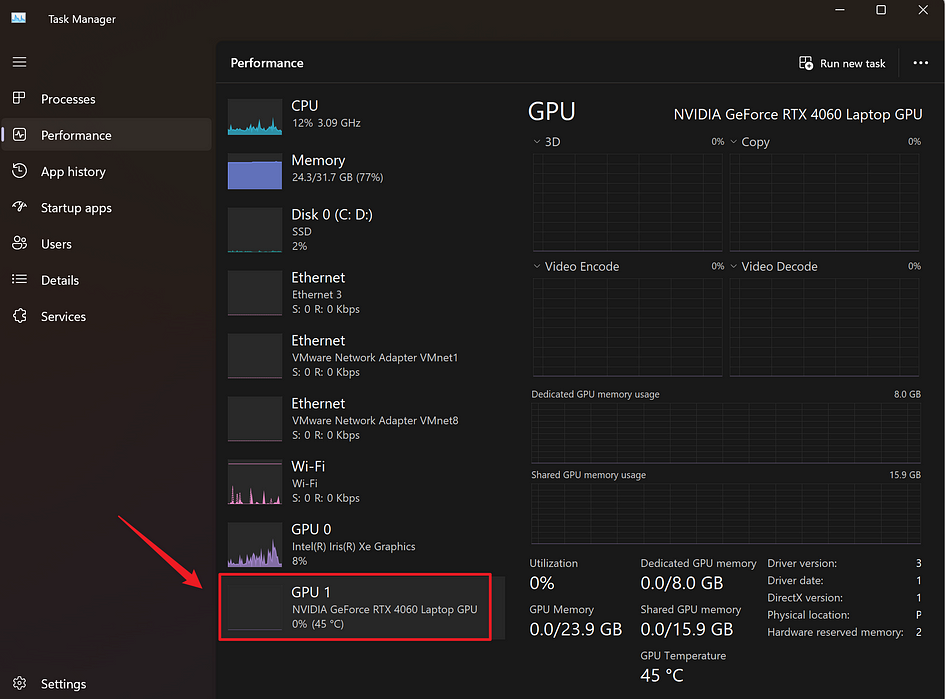 Task Manager
Performance
Run new task
Processes
Performance
App history
Startup apps
Users
Details
Services
Settings
CPU
12% 3.09 GHz
Memory
24.3/31.7 GB (77%)
Disk 0 (C: D:)
SSD
2%
Ethernet
Ethernet 3
S: 0 R: 0 Kbps
Ethernet
VMware Network Adapter VMnet1
S: 0 R: 0 Kbps
Ethernet
VMware Network Adapter VMnet8
S: 0 R: 0 Kbps
Wi-Fi
Wi-Fi
S: 0 R: 0 Kbps
GPU 0
Intel(R) Iris(R) Xe Graphics
8%
GPU 1
NVIDIA GeForce RTX 4060 Laptop GPU
0% (45 °C)
GPU NVIDIA GeForce RTX 4060 Laptop GPU
3D 0% Copy 0%
Video Encode 0% Video Decode 0%
Dedicated GPU memory usage 8.0 GB
Shared GPU memory usage 15.9 GB
Utilization
0%
GPU Memory
0.0/23.9 GB
Dedicated GPU memory
0.0/8.0 GB
Shared GPU memory
0.0/15.9 GB
GPU Temperature
45 °C
Driver version: 3
Driver date: 1
DirectX version: 1
Physical location: P
Hardware reserved memory: 2